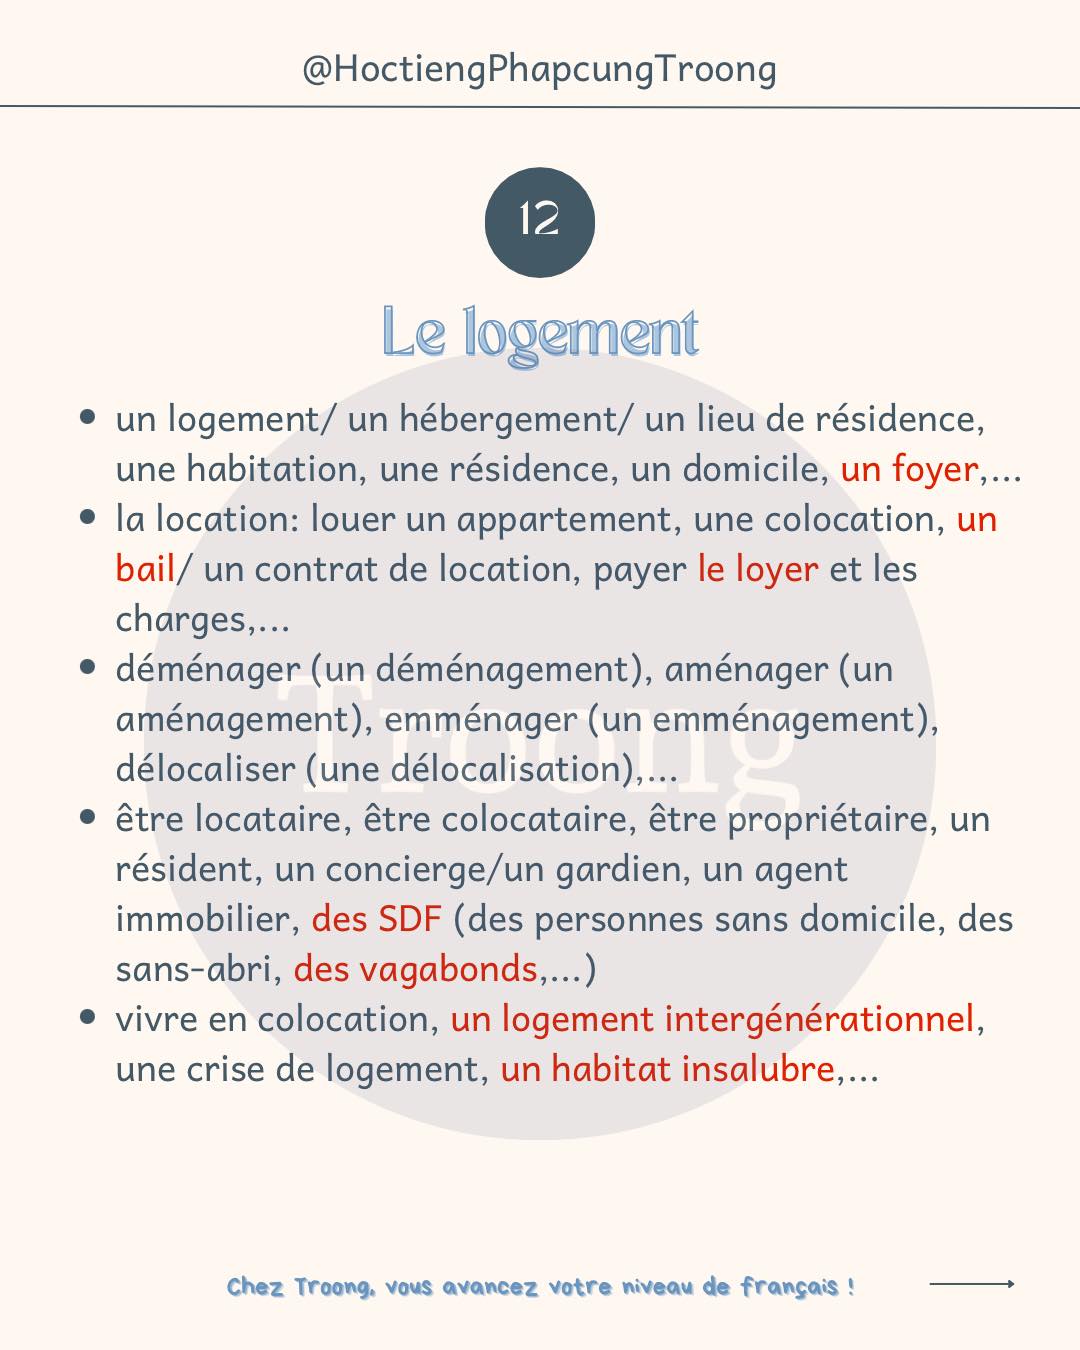 @HoctiengPhapcungTroong
12
Le logement
• un logement/ un hébergement/ un lieu de résidence,
une habitation, une résidence, un domicile, un foyer,...
• la location: louer un appartement, une colocation, un
bail/ un contrat de location, payer le loyer et les
charges,...
• déménager (un déménagement), aménager (un
aménagement), emménager (un emménagement),
délocaliser (une délocalisation),...
Troong
• être locataire, être colocataire, être propriétaire, un
résident, un concierge/un gardien, un agent
immobilier, des SDF (des personnes sans domicile, des
sans-abri, des vagabonds,...)
• vivre en colocation, un logement intergénérationnel,
une crise de logement, un habitat insalubre,...
Chez Troong, vous avancez votre niveau de français !